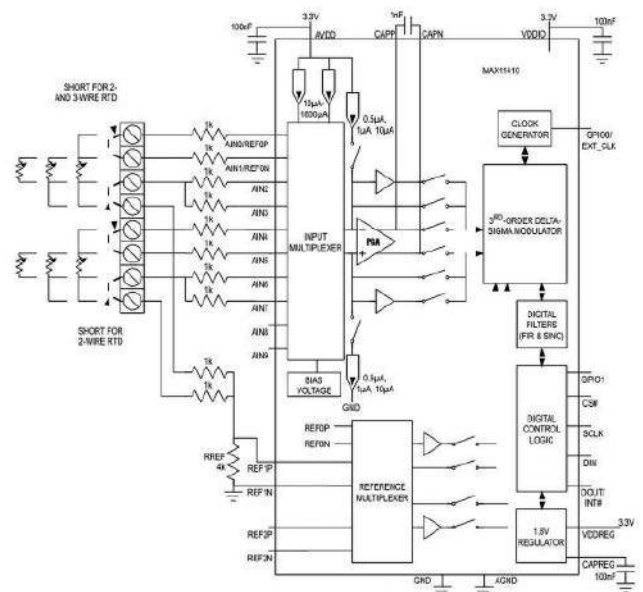 3.3V
1nF
3.3V
100nF
AVDD
CAPP
CAPN
VDDIO
100nF
MAX11410
SHORT FOR 2-
AND 3-WIRE RTD
10µA-
1600µA
0.5µA,
1µA, 10µA
CLOCK
GENERATOR
GPIO0/
EXT_CLK
1k
AIN0/REF0P
1k
AIN1/REF0N
1k
AIN2
1k
AIN3
1k
AIN4
1k
AIN5
1k
AIN6
1k
AIN7
AIN8
AIN9
INPUT
MULTIPLEXER
PGA
3RD-ORDER DELTA-
SIGMA MODULATOR
SHORT FOR
2-WIRE RTD
DIGITAL
FILTERS
(FIR & SINC)
1k
1k
BIAS
VOLTAGE
0.5µA,
1µA, 10µA
GND
GPIO1
CS#
SCLK
DIN
DOUT/
INT#
DIGITAL
CONTROL
LOGIC
REF0P
REF0N
RREF
4k
REF1P
REF1N
REFERENCE
MULTIPLEXER
REF2P
REF2N
1.8V
REGULATOR
3.3V
VDDREG
CAPREG
100nF
GND
AGND